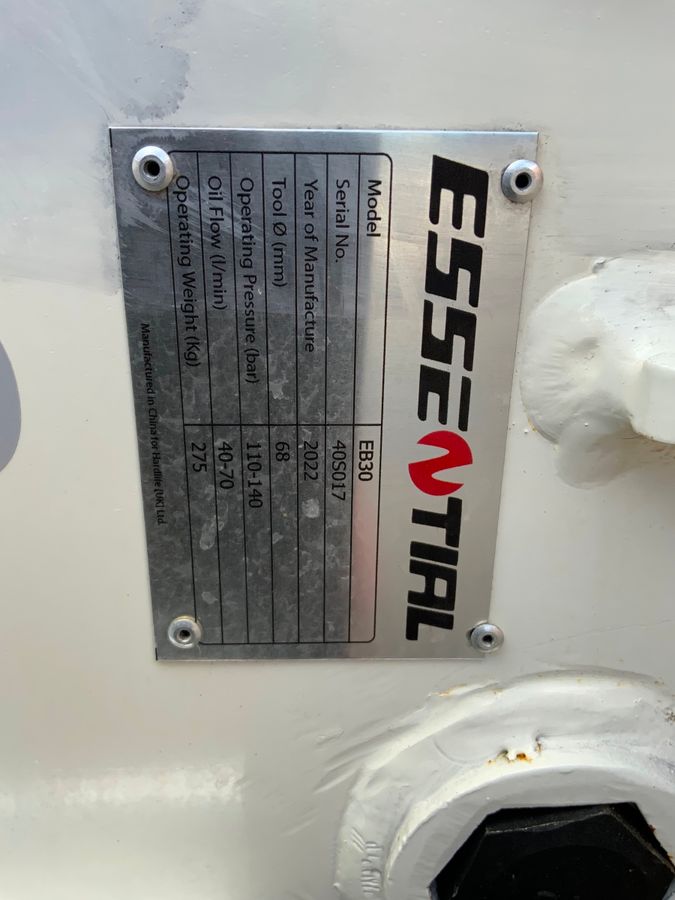 ESSENTIAL
Model EB30
Serial No. 40S017
Year of Manufacture 2022
Tool Ø (mm) 68
Operating Pressure (bar) 110-140
Oil Flow (l/min) 40-70
Operating Weight (Kg) 275
Manufactured in China for Hardlife (UK) Ltd.